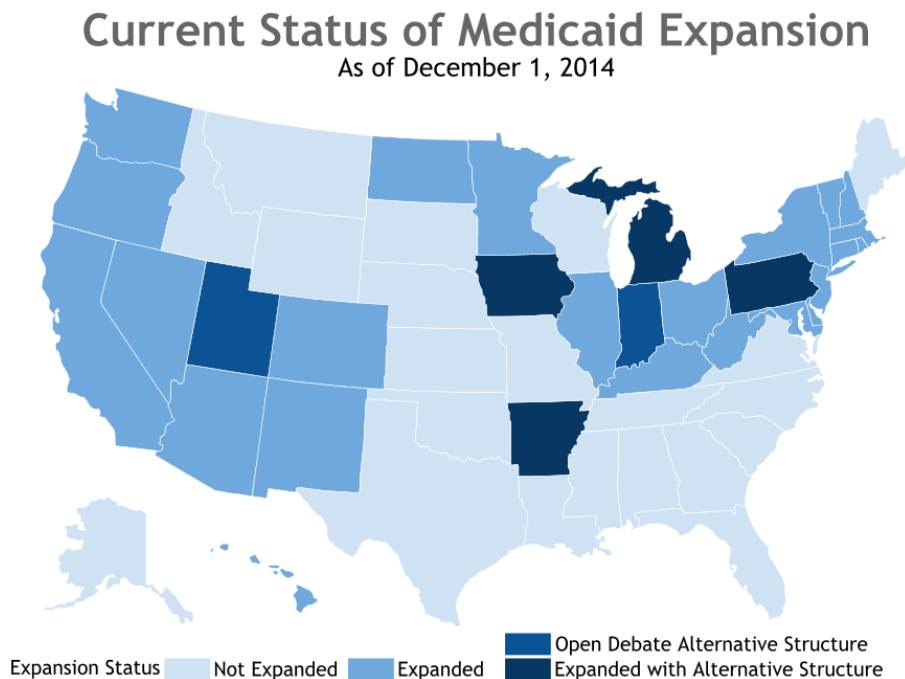 Current Status of Medicaid Expansion
As of December 1, 2014
Open Debate Alternative Structure
Expansion Status Not Expanded Expanded Expanded with Alternative Structure